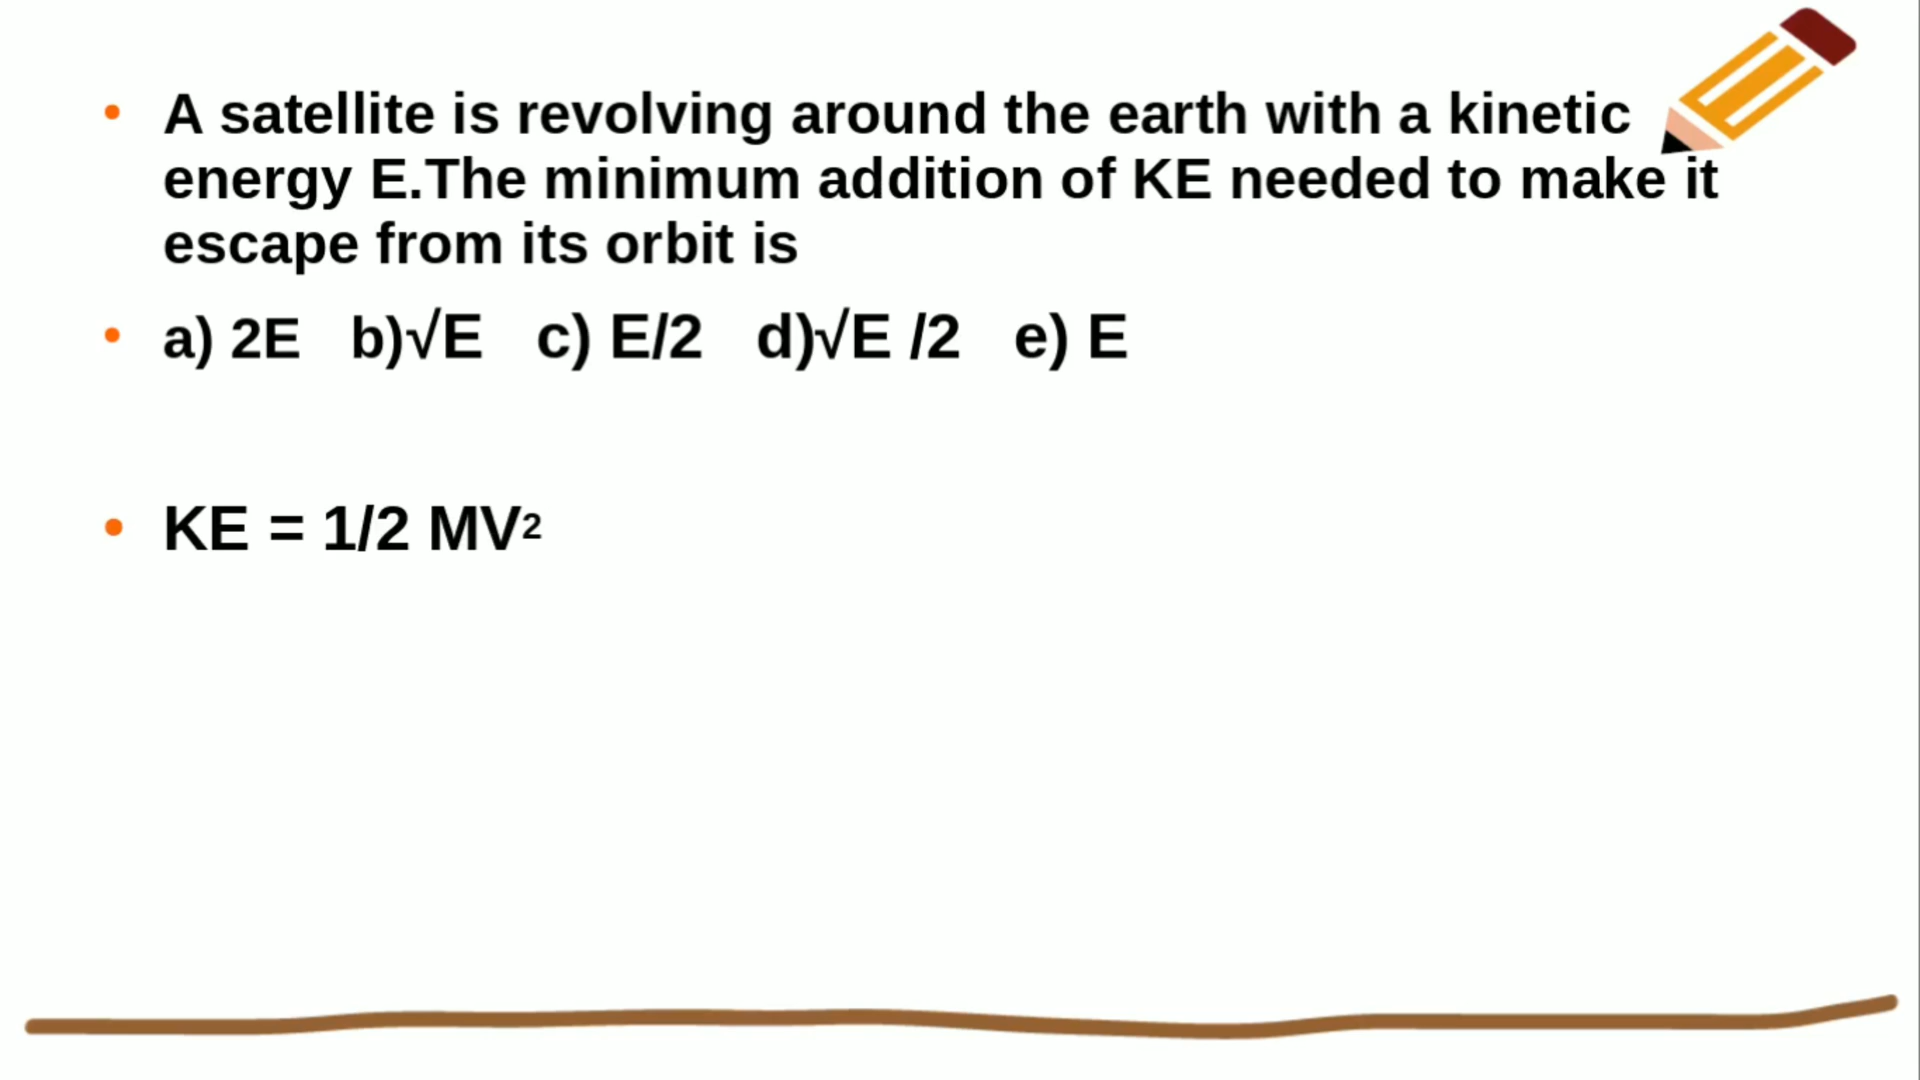 • A satellite is revolving around the earth with a kinetic
energy E.The minimum addition of KE needed to make it
escape from its orbit is
• a) 2E b)√E c) E/2 d)√E /2 e) E
• KE = 1/2 MV²